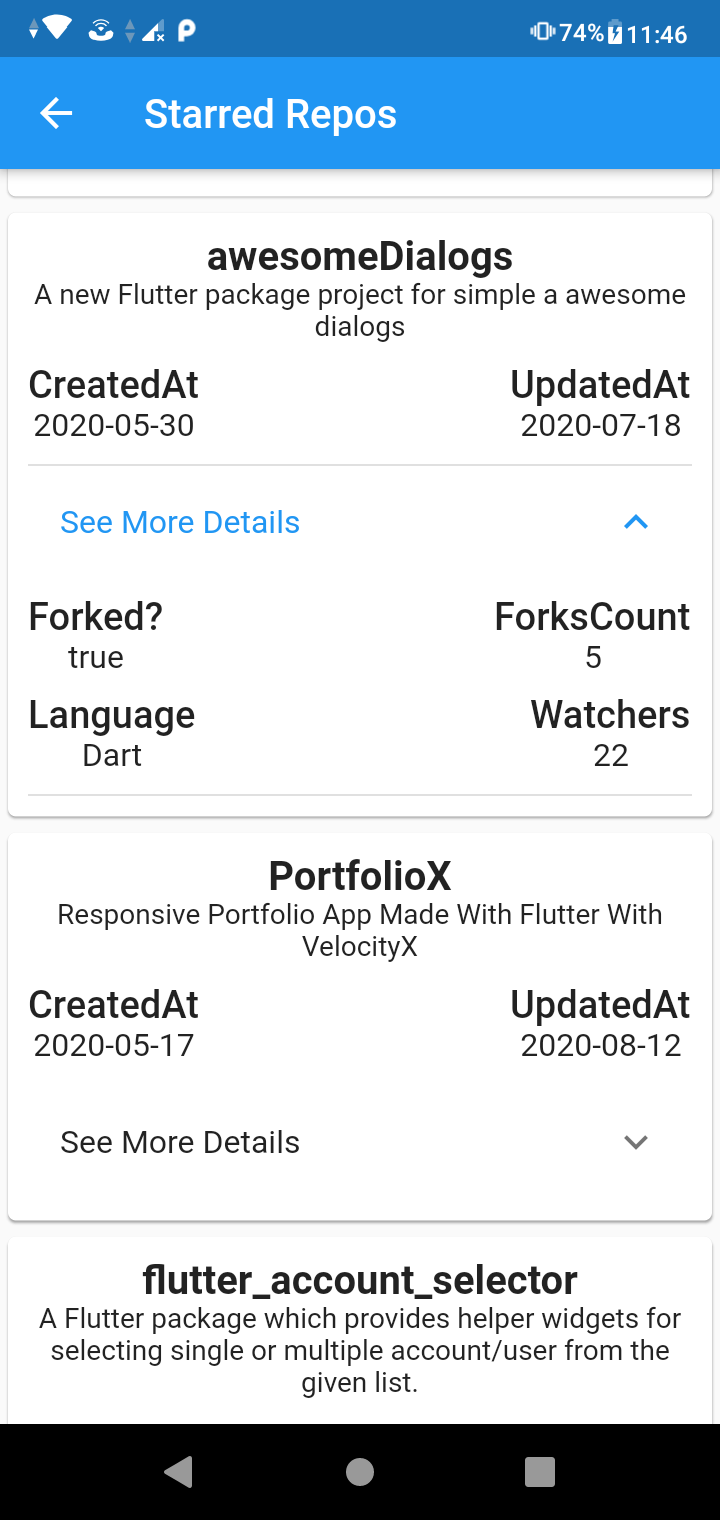 74% 11:46
Starred Repos
awesomeDialogs
A new Flutter package project for simple a awesome
dialogs
CreatedAt UpdatedAt
2020-05-30 2020-07-18
See More Details
Forked? ForksCount
true 5
Language Watchers
Dart 22
PortfolioX
Responsive Portfolio App Made With Flutter With
VelocityX
CreatedAt UpdatedAt
2020-05-17 2020-08-12
See More Details
flutter_account_selector
A Flutter package which provides helper widgets for
selecting single or multiple account/user from the
given list.